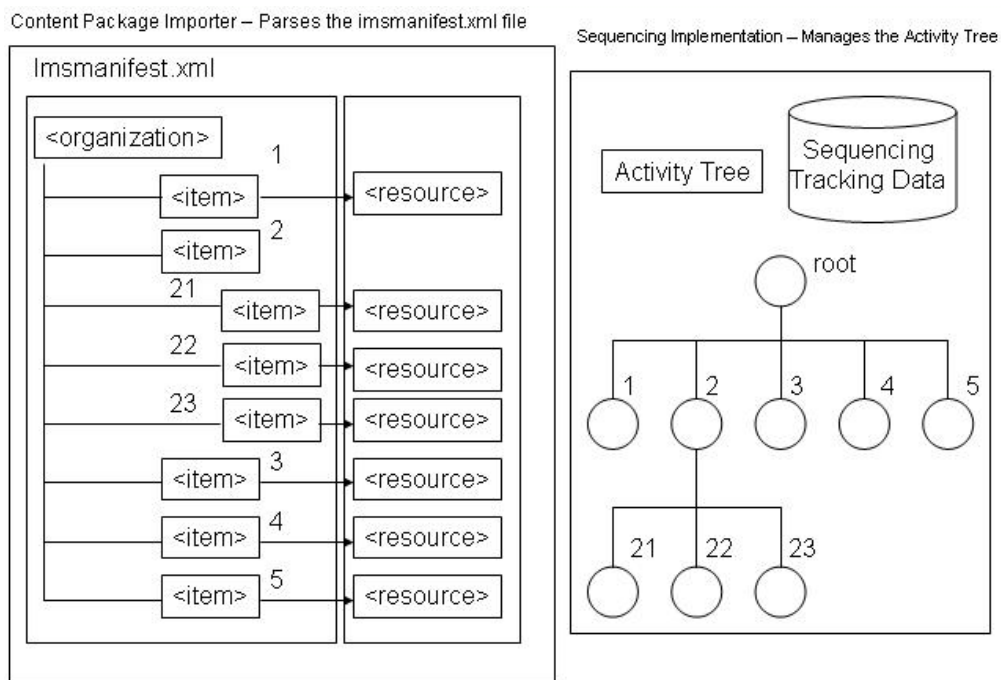 Content Package Importer – Parses the imsmanifest.xml file
Imsmanifest.xml
<organization>
1
<item>
<resource>
2
<item>
21
<item>
<resource>
22
<item>
<resource>
23
<item>
<resource>
3
<item>
<resource>
4
<item>
<resource>
5
<item>
<resource>
Sequencing Implementation – Manages the Activity Tree
Activity Tree
Sequencing
Tracking Data
root
1
2
3
4
5
21
22
23